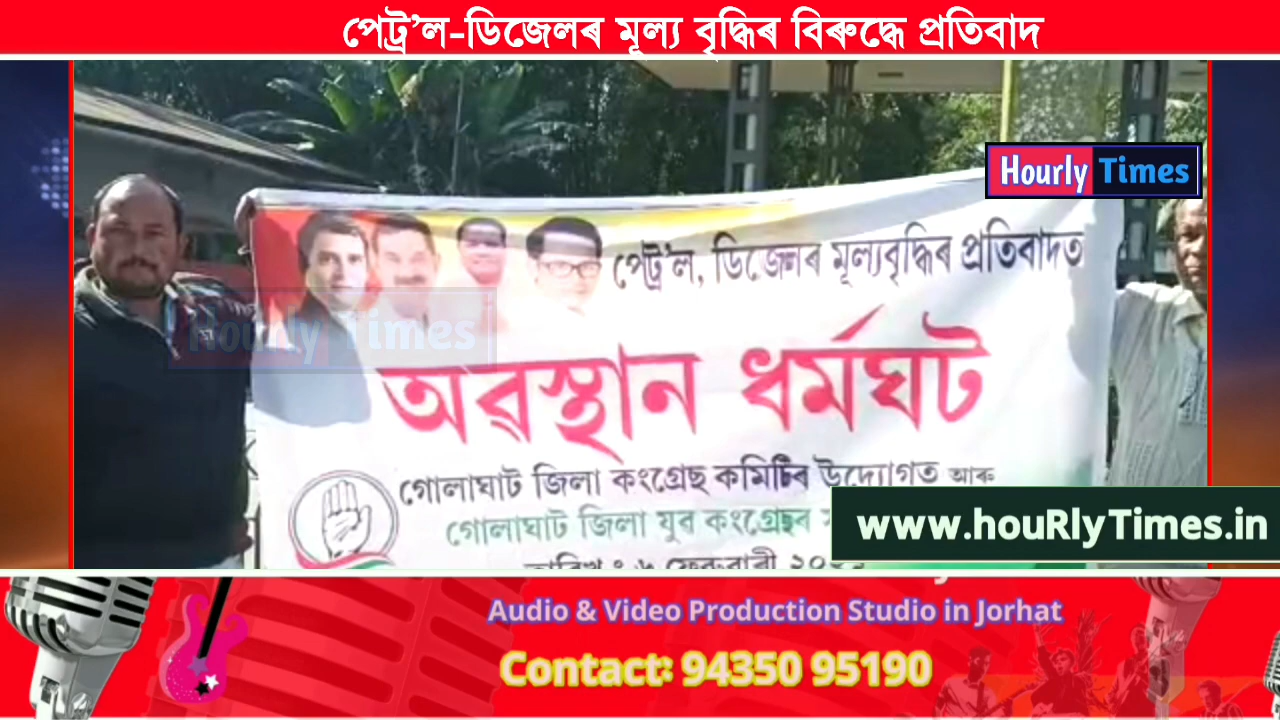 পেট্ৰ’ল-ডিজেলৰ মূল্য বৃদ্ধিৰ বিৰুদ্ধে প্ৰতিবাদ
Hourly Times
পেট্ৰ’ল, ডিজেলৰ মূল্যবৃদ্ধিৰ প্ৰতিবাদত
Hourly Times
অৱস্থান ধৰ্মঘট
গোলাঘাট জিলা কংগ্ৰেছ কমিটিৰ উদ্যোগত আৰু
গোলাঘাট জিলা যুৱ কংগ্ৰেছৰ
www.houRlyTimes.in
তাৰিখ ঃ ৬ ফেব্ৰুৱাৰী
Audio & Video Production Studio in Jorhat
Contact: 94350 95190